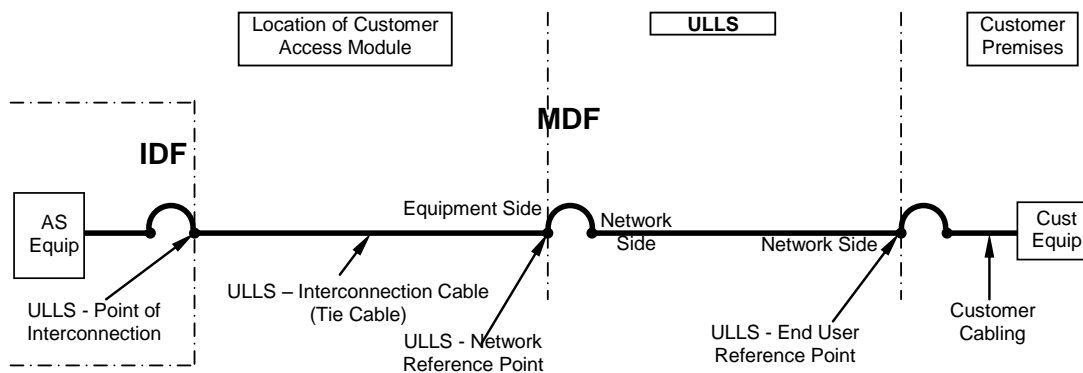 Location of Customer
Access Module
ULLS
Customer
Premises
MDF
IDF
AS
Equip
Equipment Side
Network
Side
Network Side
Cust
Equip
ULLS - Point of
Interconnection
ULLS – Interconnection Cable
(Tie Cable)
ULLS - Network
Reference Point
ULLS - End User
Reference Point
Customer
Cabling